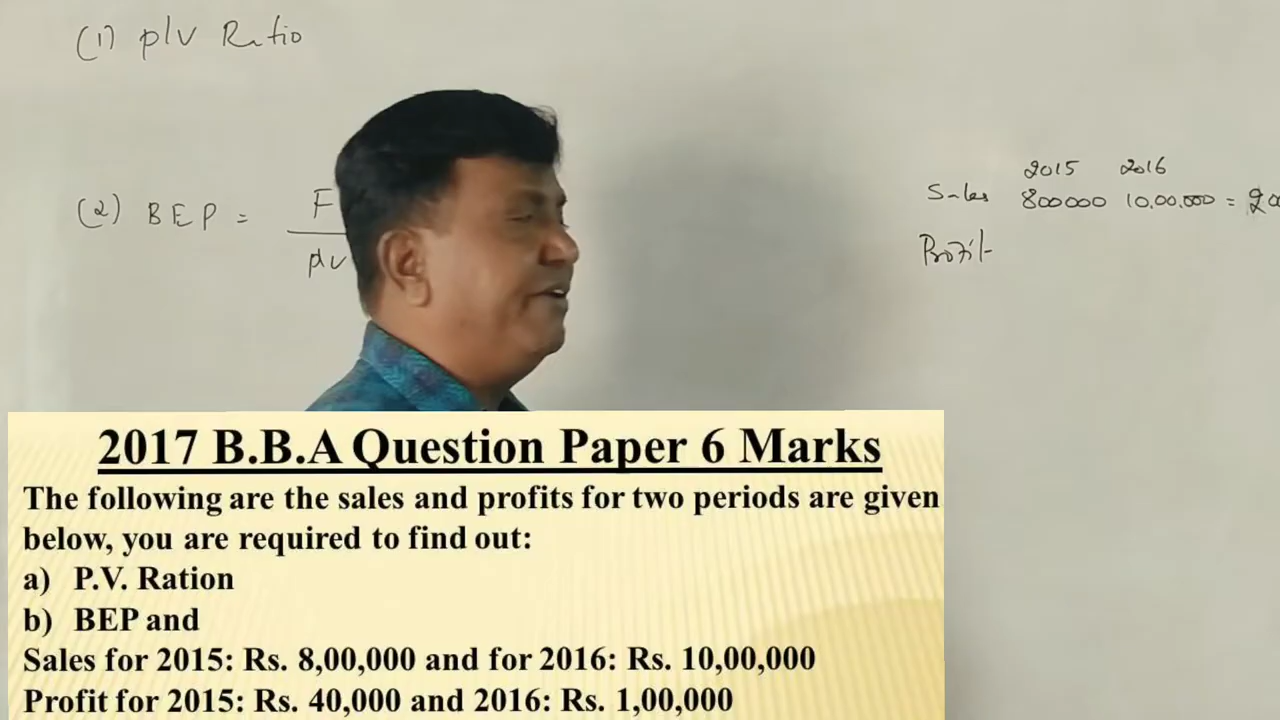 (1) p/v Ratio
2015 2016
Sales 800000 10,00,000 =
(2) BEP = F
Profit
pv
2017 B.B.A Question Paper 6 Marks
The following are the sales and profits for two periods are given
below, you are required to find out:
a) P.V. Ration
b) BEP and
Sales for 2015: Rs. 8,00,000 and for 2016: Rs. 10,00,000
Profit for 2015: Rs. 40,000 and 2016: Rs. 1,00,000